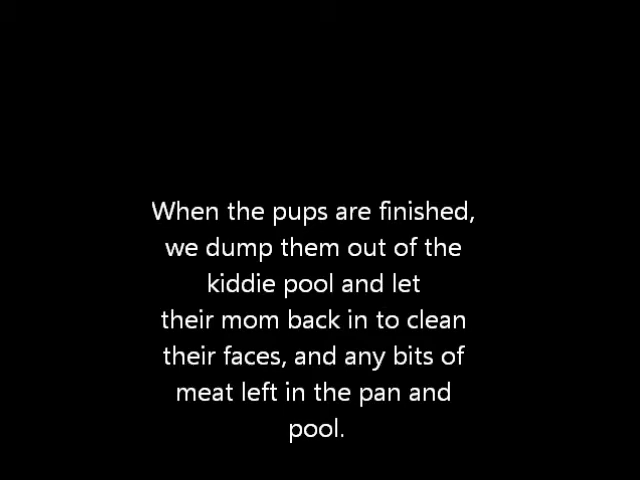 When the pups are finished,
we dump them out of the
kiddie pool and let
their mom back in to clean
their faces, and any bits of
meat left in the pan and
pool.